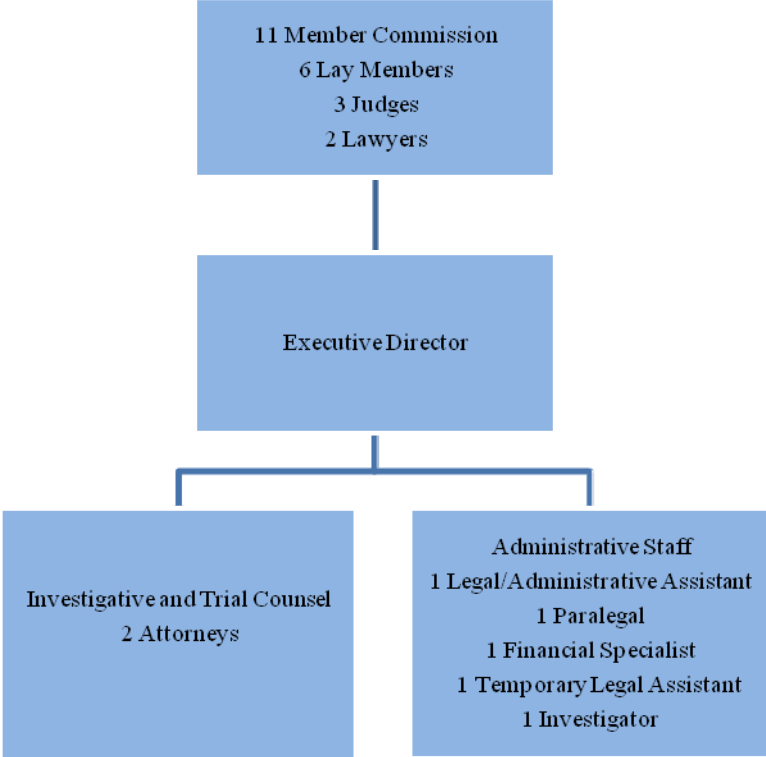 11 Member Commission
6 Lay Members
3 Judges
2 Lawyers
Executive Director
Investigative and Trial Counsel
2 Attorneys
Administrative Staff
1 Legal/Administrative Assistant
1 Paralegal
1 Financial Specialist
1 Temporary Legal Assistant
1 Investigator